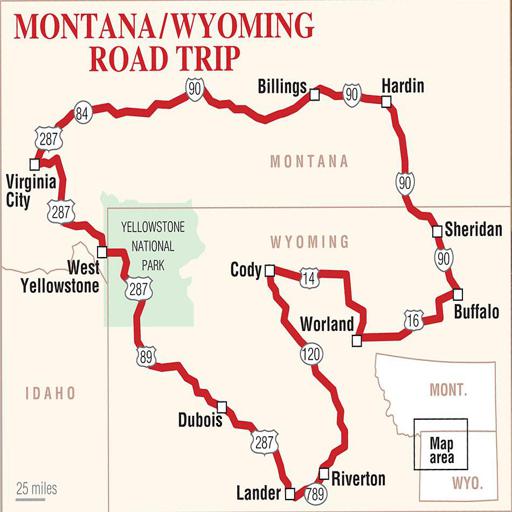 MONTANA/WYOMING
ROAD TRIP
Billings
90
Hardin
90
84
287
MONTANA
Virginia
City
90
287
YELLOWSTONE
NATIONAL
PARK
WYOMING
Sheridan
90
West
Yellowstone
Cody
14
287
Buffalo
Worland
16
89
120
IDAHO
MONT.
Dubois
287
Map
area
Riverton
WYO.
25 miles
Lander
789